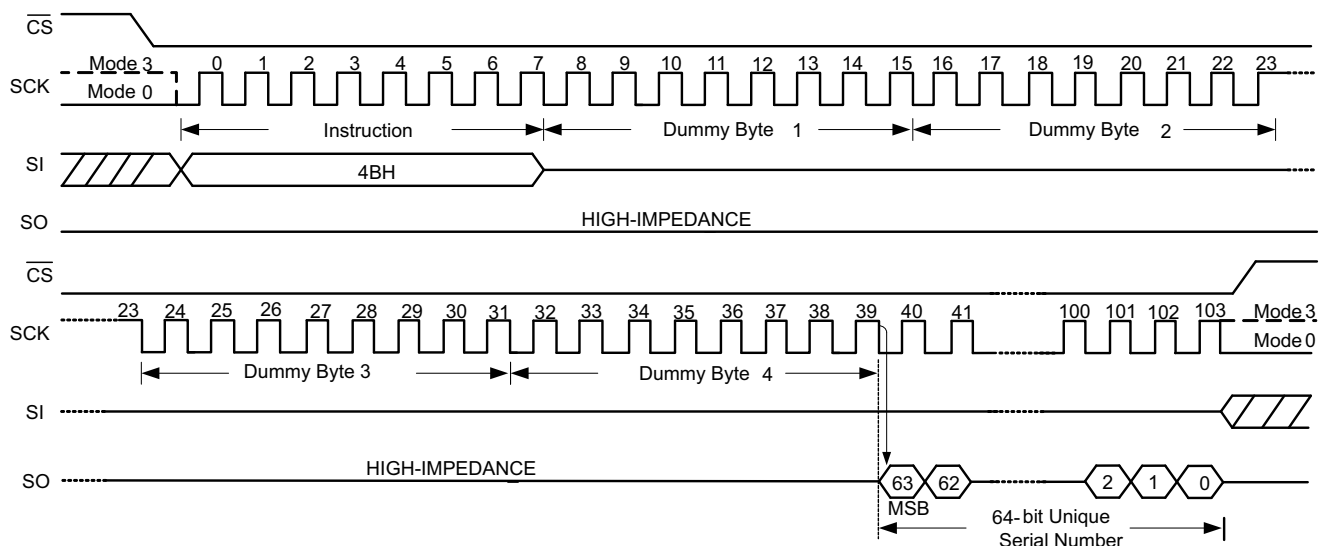 CS
Mode 3
SCK
Mode 0
0 1 2 3 4 5 6 7 8 9 10 11 12 13 14 15 16 17 18 19 20 21 22 23
Instruction
Dummy Byte 1
Dummy Byte 2
SI
4BH
SO
HIGH-IMPEDANCE
CS
23 24 25 26 27 28 29 30 31 32 33 34 35 36 37 38 39 40 41 100 101 102 103
Mode 3
SCK
Mode 0
Dummy Byte 3
Dummy Byte 4
SI
HIGH-IMPEDANCE
SO
63 62 2 1 0
MSB
64-bit Unique
Serial Number